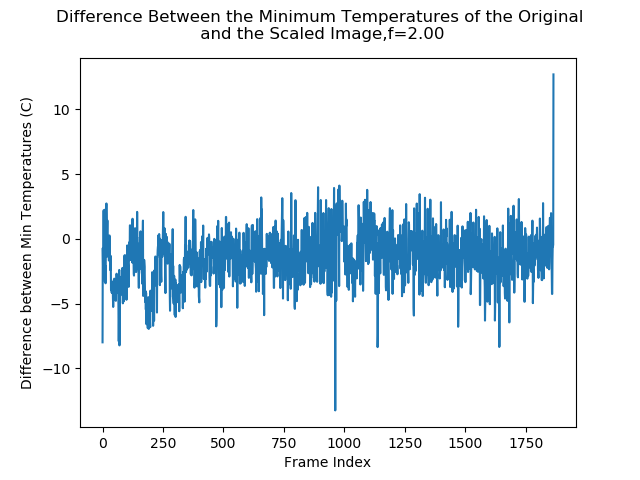 Difference Between the Minimum Temperatures of the Original
and the Scaled Image,f=2.00
Difference between Min Temperatures (C)
10
5
0
−5
−10
0 250 500 750 1000 1250 1500 1750
Frame Index